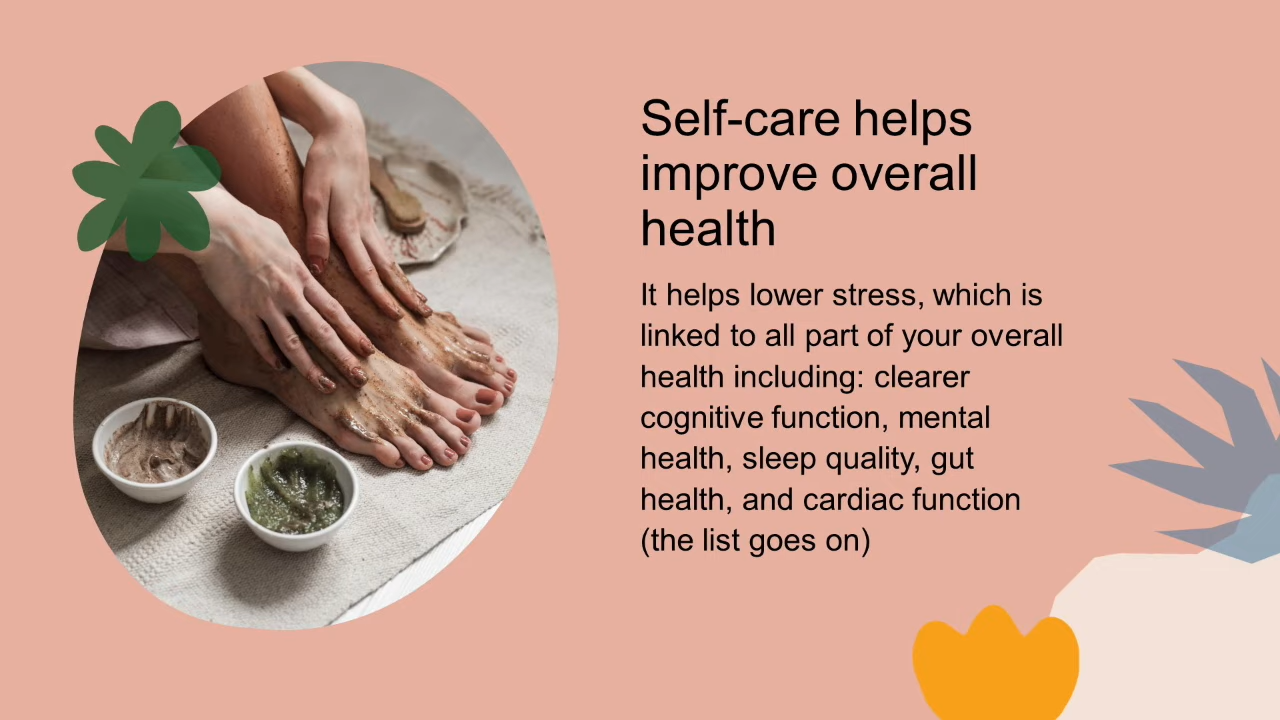 Self-care helps
improve overall
health
It helps lower stress, which is
linked to all part of your overall
health including: clearer
cognitive function, mental
health, sleep quality, gut
health, and cardiac function
(the list goes on)